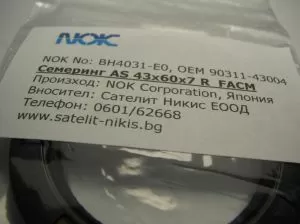 NOK
NOK No: BH4031-E0, OEM 90311-43004
Семеринг AS 43x60x7 R FACM
Произход: NOK Corporation, Япония
Вносител: Сателит Никис ЕООД
Телефон: 0601/62668
www.satelit-nikis.bg